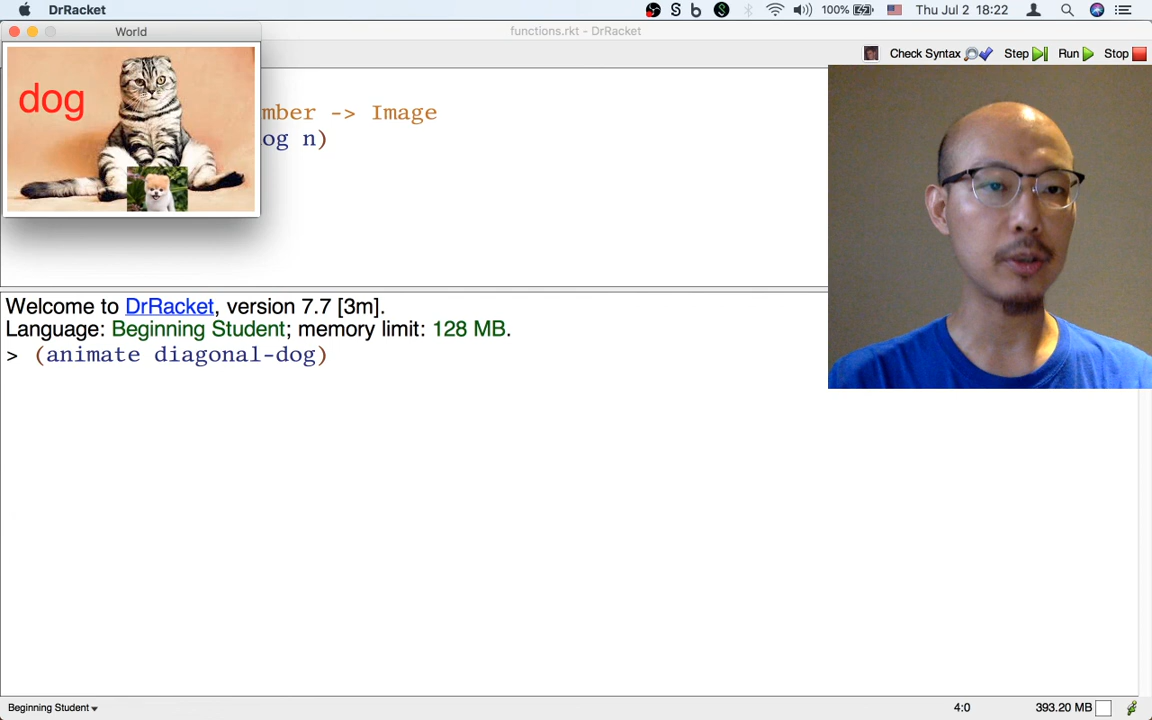 DrRacket
100%
Thu Jul 2 18:22
World
functions.rkt - DrRacket
Check Syntax
Step
Run
Stop
dog
mber -> Image
og n)
Welcome to DrRacket, version 7.7 [3m].
Language: Beginning Student; memory limit: 128 MB.
> (animate diagonal-dog)
Beginning Student
4:0
393.20 MB